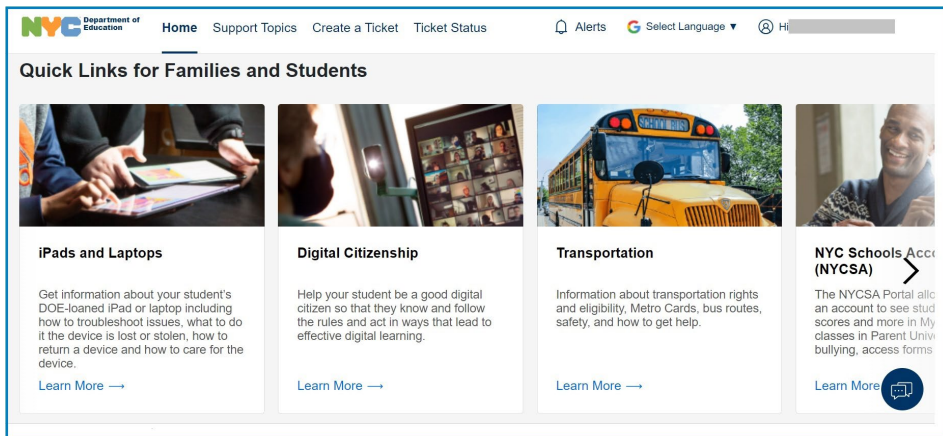 NYC Department of Education
Home Support Topics Create a Ticket Ticket Status Alerts Select Language ▼ Hi
Quick Links for Families and Students
SCHOOL BUS
iPads and Laptops
Get information about your student's
DOE-loaned iPad or laptop including
how to troubleshoot issues, what to do
it the device is lost or stolen, how to
return a device and how to care for the
device.
Learn More →
Digital Citizenship
Help your student be a good digital
citizen so that they know and follow
the rules and act in ways that lead to
effective digital learning.
Learn More →
Transportation
Information about transportation rights
and eligibility, Metro Cards, bus routes,
safety, and how to get help.
Learn More →
NYC Schools
(NYCSA)
The NYCSA Portal
an account to see
scores and more in My
classes in Parent
bullying, access forms
Learn More